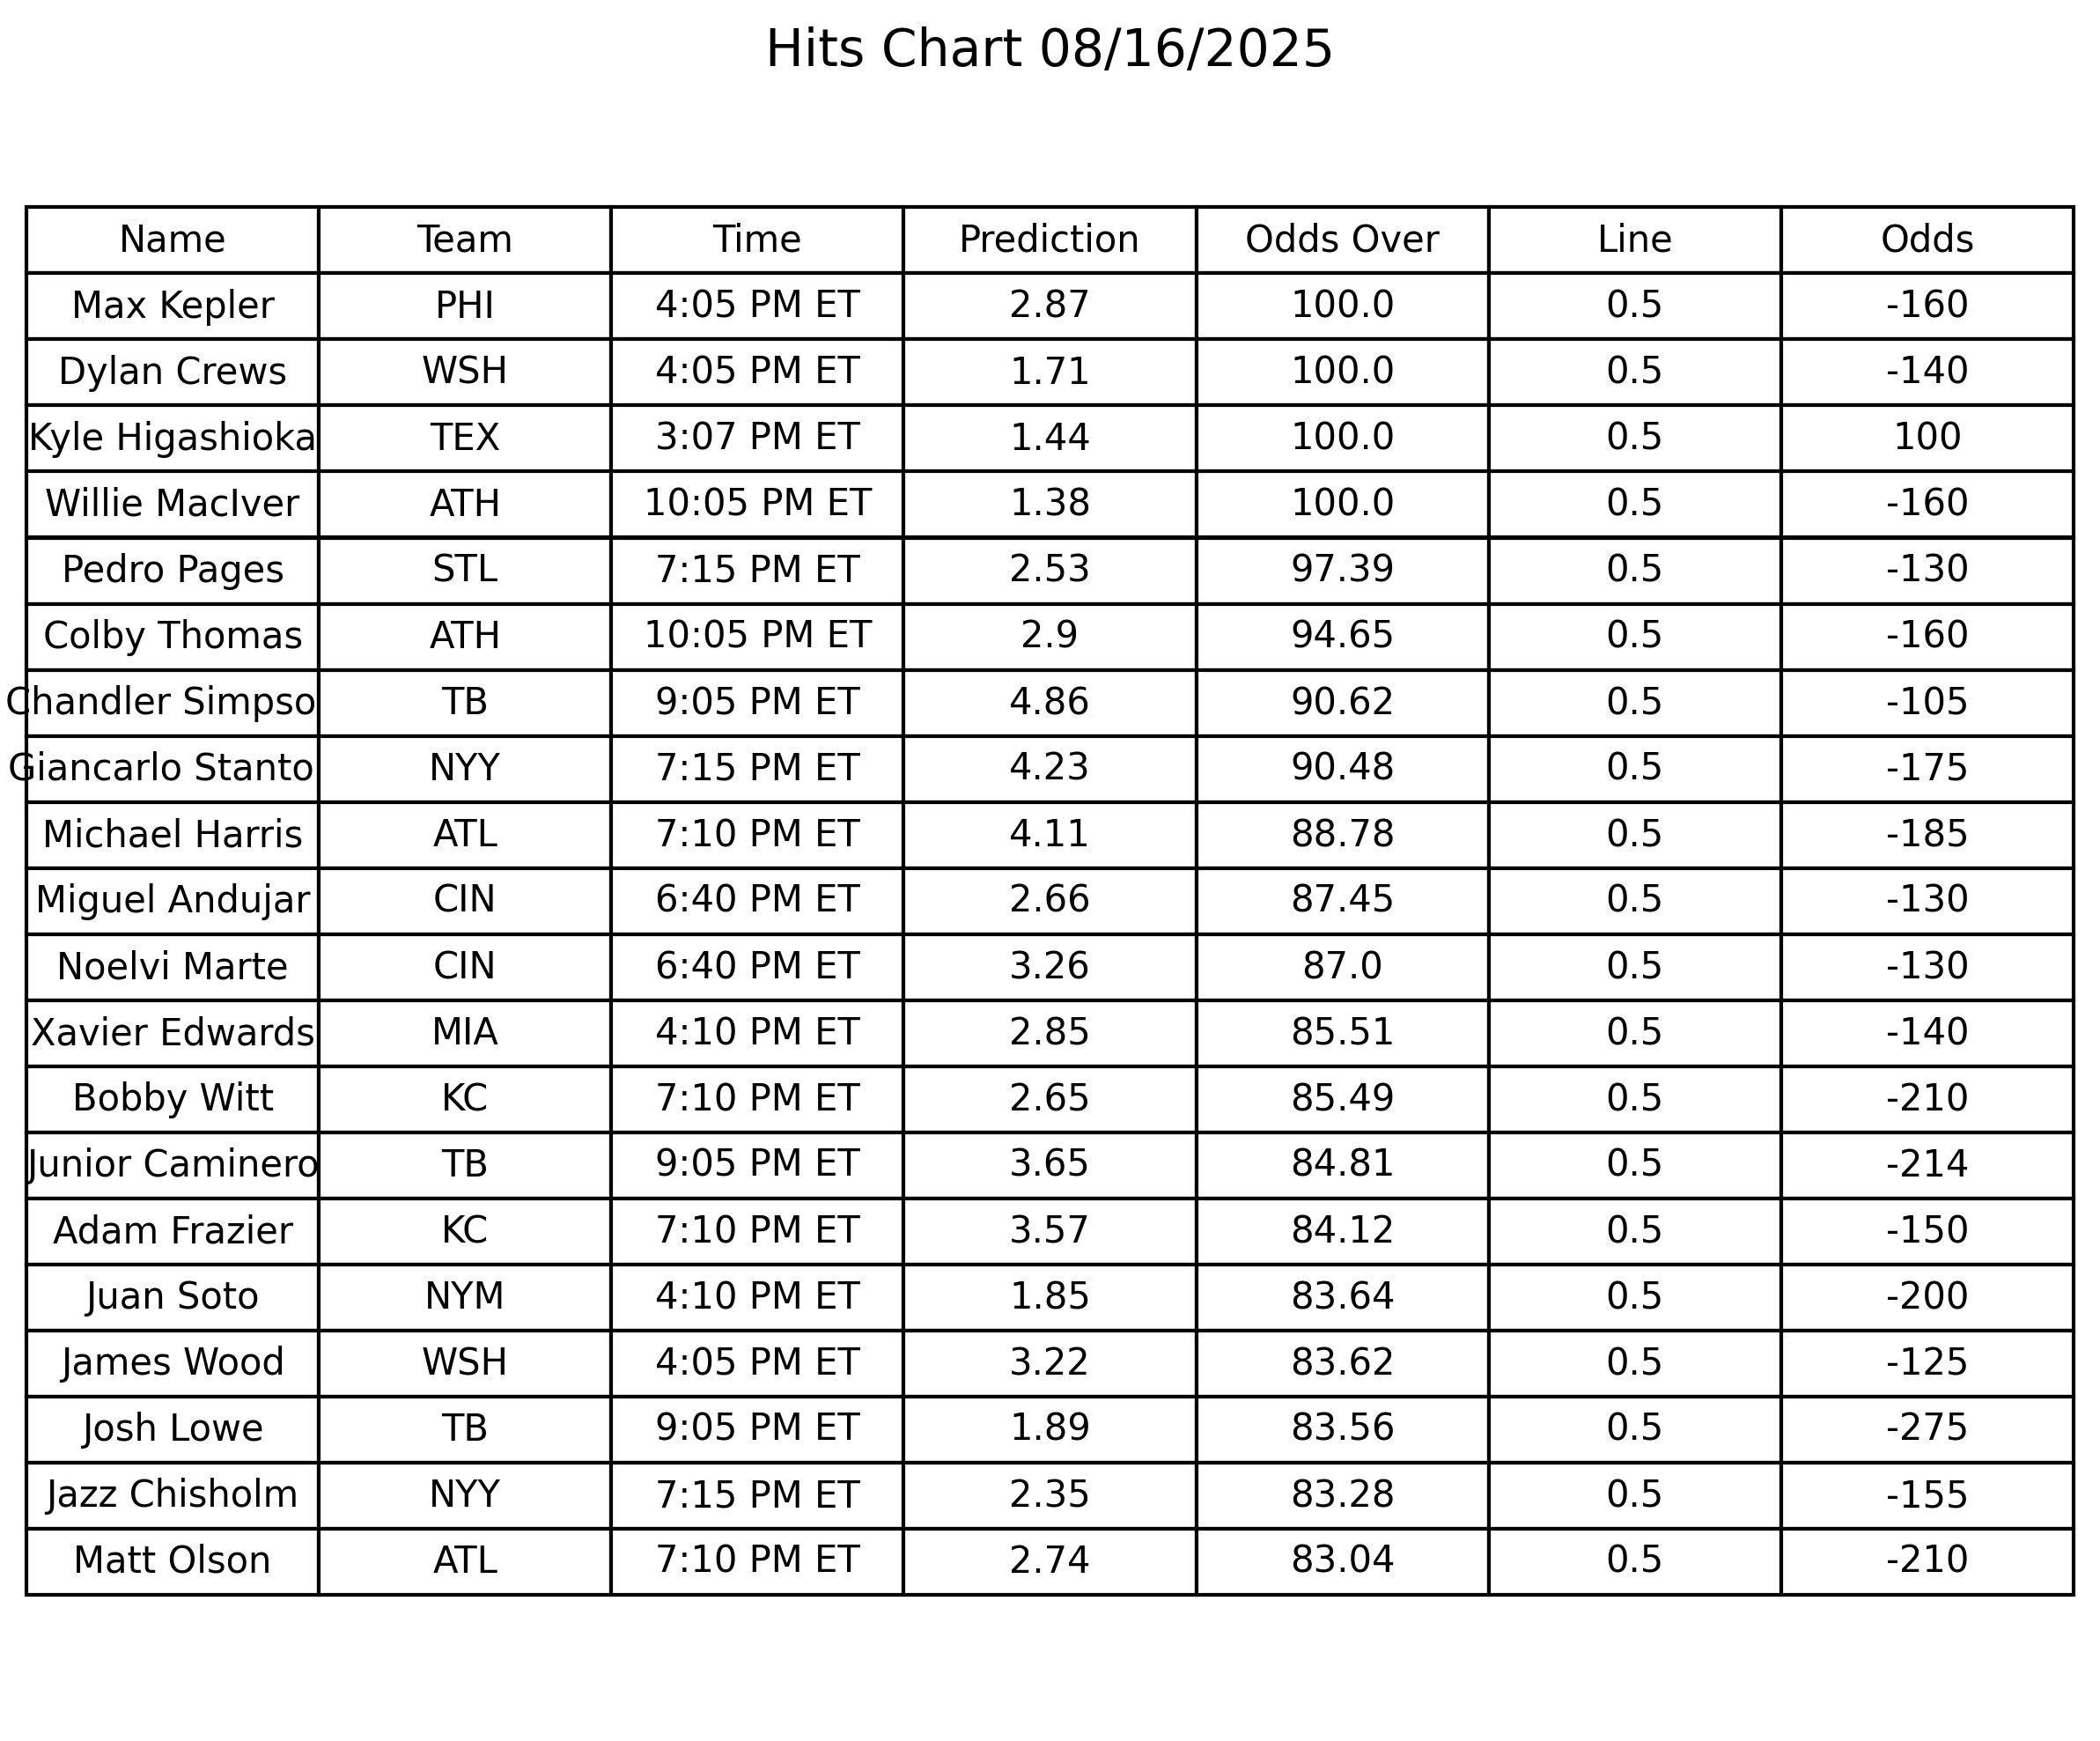 Hits Chart 08/16/2025
Name Team Time Prediction Odds Over Line Odds
Max Kepler PHI 4:05 PM ET 2.87 100.0 0.5 -160
Dylan Crews WSH 4:05 PM ET 1.71 100.0 0.5 -140
Kyle Higashioka TEX 3:07 PM ET 1.44 100.0 0.5 100
Willie MacIver ATH 10:05 PM ET 1.38 100.0 0.5 -160
Pedro Pages STL 7:15 PM ET 2.53 97.39 0.5 -130
Colby Thomas ATH 10:05 PM ET 2.9 94.65 0.5 -160
Chandler Simpso TB 9:05 PM ET 4.86 90.62 0.5 -105
Giancarlo Stanto NYY 7:15 PM ET 4.23 90.48 0.5 -175
Michael Harris ATL 7:10 PM ET 4.11 88.78 0.5 -185
Miguel Andujar CIN 6:40 PM ET 2.66 87.45 0.5 -130
Noelvi Marte CIN 6:40 PM ET 3.26 87.0 0.5 -130
Xavier Edwards MIA 4:10 PM ET 2.85 85.51 0.5 -140
Bobby Witt KC 7:10 PM ET 2.65 85.49 0.5 -210
Junior Caminero TB 9:05 PM ET 3.65 84.81 0.5 -214
Adam Frazier KC 7:10 PM ET 3.57 84.12 0.5 -150
Juan Soto NYM 4:10 PM ET 1.85 83.64 0.5 -200
James Wood WSH 4:05 PM ET 3.22 83.62 0.5 -125
Josh Lowe TB 9:05 PM ET 1.89 83.56 0.5 -275
Jazz Chisholm NYY 7:15 PM ET 2.35 83.28 0.5 -155
Matt Olson ATL 7:10 PM ET 2.74 83.04 0.5 -210